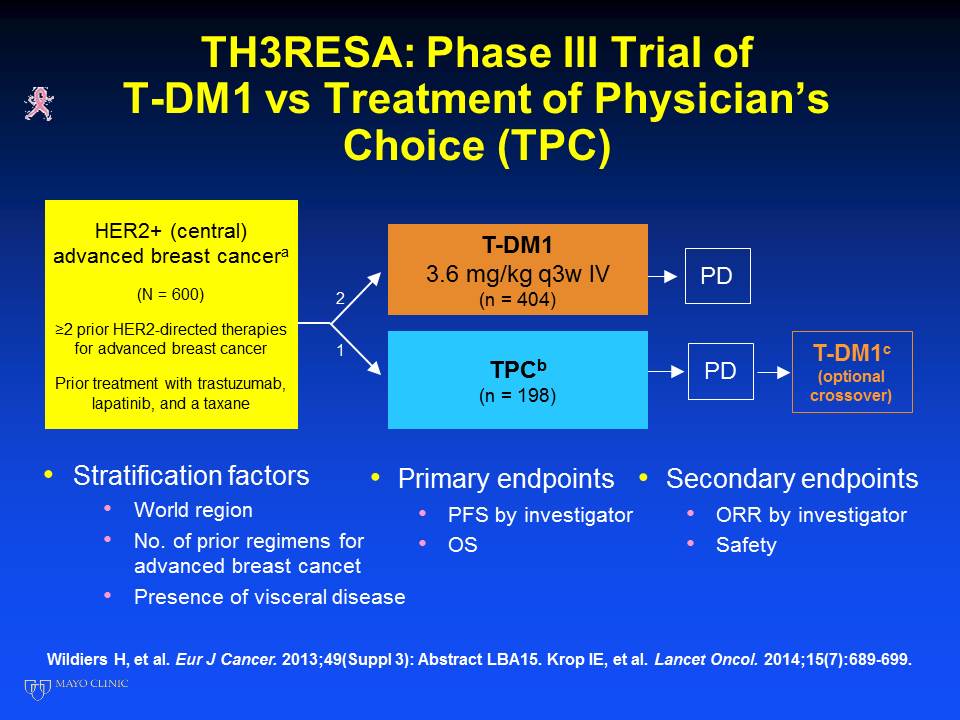 TH3RESA: Phase III Trial of
T-DM1 vs Treatment of Physician’s
Choice (TPC)
HER2+ (central)
advanced breast cancerᵃ
(N = 600)
≥2 prior HER2-directed therapies
for advanced breast cancer
Prior treatment with trastuzumab,
lapatinib, and a taxane
2
1
T-DM1
3.6 mg/kg q3w IV
(n = 404)
PD
TPCᵇ
(n = 198)
PD
T-DM1ᶜ
(optional
crossover)
• Stratification factors
• World region
• No. of prior regimens for
advanced breast cancet
• Presence of visceral disease
• Primary endpoints
• PFS by investigator
• OS
• Secondary endpoints
• ORR by investigator
• Safety
Wildiers H, et al. Eur J Cancer. 2013;49(Suppl 3): Abstract LBA15. Krop IE, et al. Lancet Oncol. 2014;15(7):689-699.
MAYO CLINIC